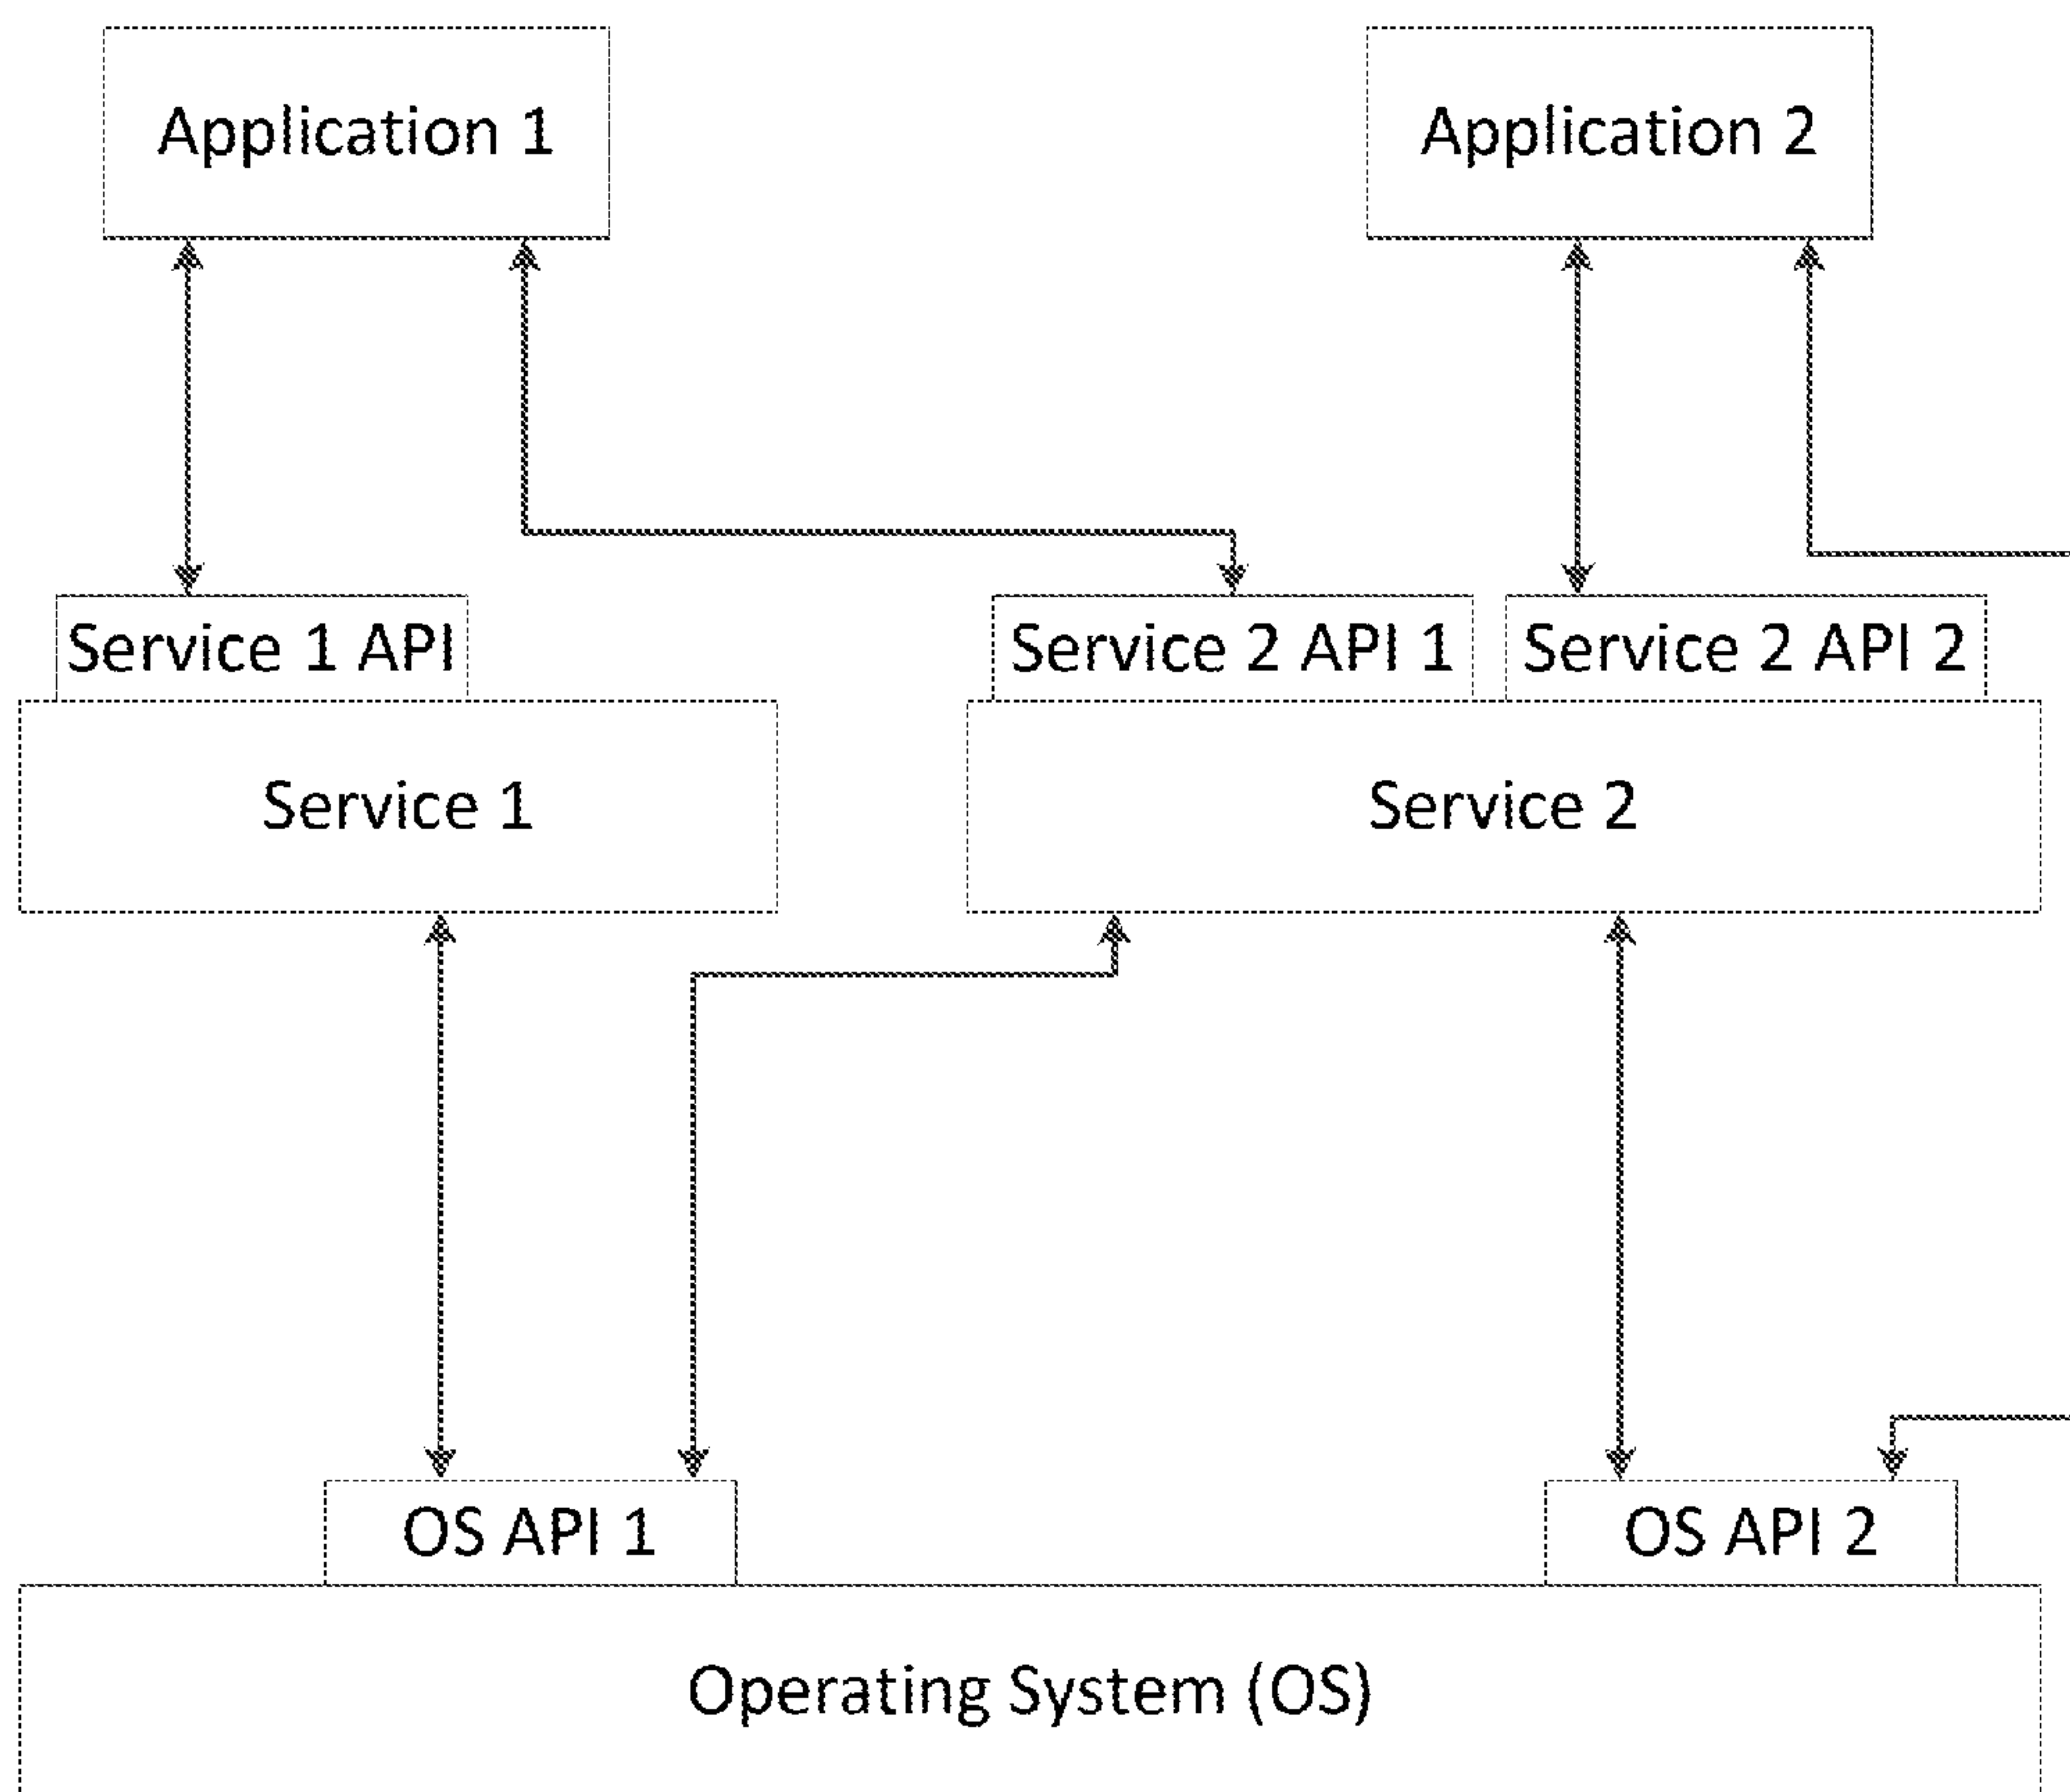 Application 1
Application 2
Service 1 API
Service 2 API 1
Service 2 API 2
Service 1
Service 2
OS API 1
OS API 2
Operating System (OS)